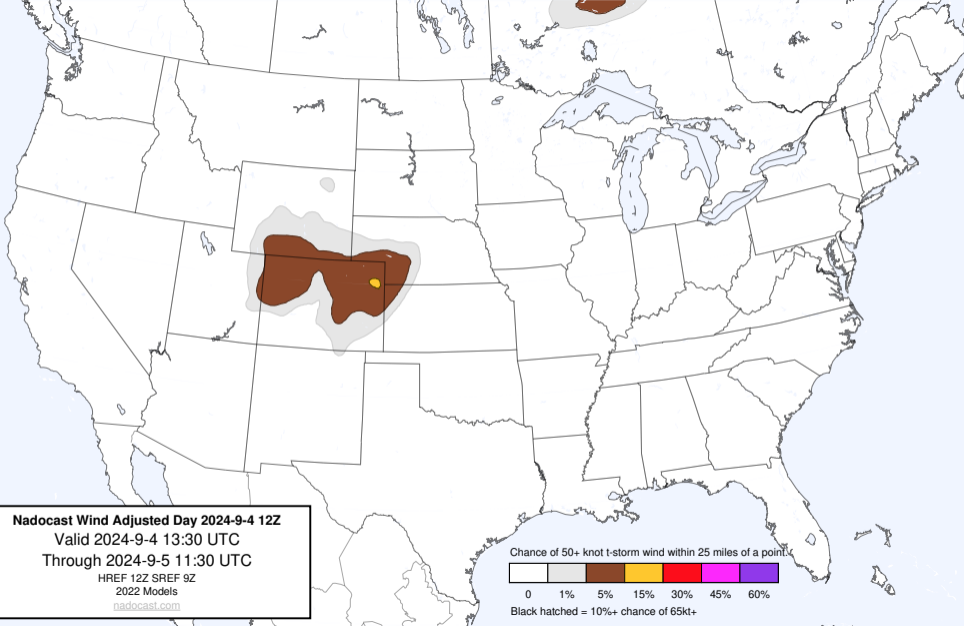 Nadocast Wind Adjusted Day 2024-9-4 12Z
Valid 2024-9-4 13:30 UTC
Through 2024-9-5 11:30 UTC
HREF 12Z SREF 9Z
2022 Models
nadocast.com
Chance of 50+ knot t-storm wind within 25 miles of a point.
0 1% 5% 15% 30% 45% 60%
Black hatched = 10%+ chance of 65kt+